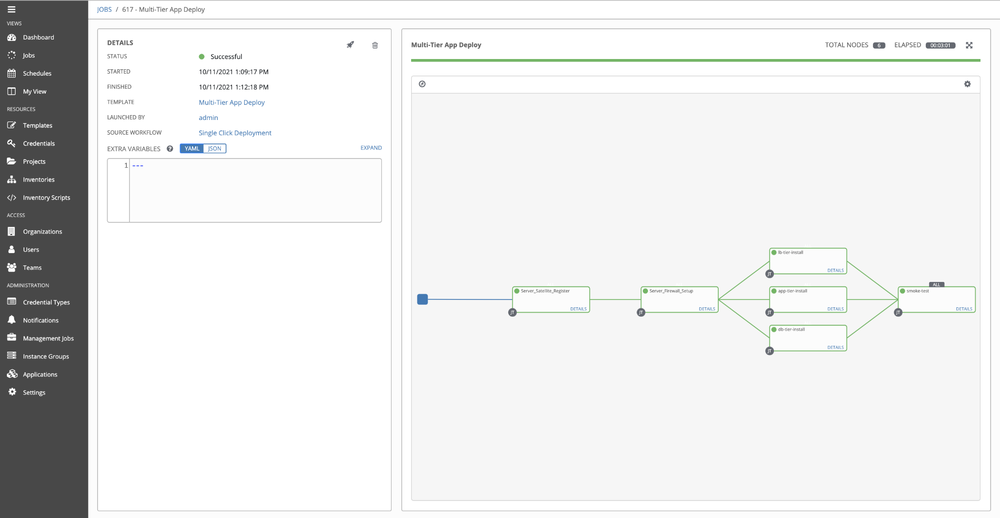 JOBS / 617 - Multi-Tier App Deploy
VIEWS
Dashboard
Jobs
Schedules
My View
RESOURCES
Templates
Credentials
Projects
Inventories
Inventory Scripts
ACCESS
Organizations
Users
Teams
ADMINISTRATION
Credential Types
Notifications
Management Jobs
Instance Groups
Applications
Settings
DETAILS
STATUS Successful
STARTED 10/11/2021 1:09:17 PM
FINISHED 10/11/2021 1:12:18 PM
TEMPLATE Multi-Tier App Deploy
LAUNCHED BY admin
SOURCE WORKFLOW Single Click Deployment
EXTRA VARIABLES ? YAML JSON EXPAND
1 ---
Multi-Tier App Deploy TOTAL NODES 6 ELAPSED 00:03:01
Server_Satellite_Register
DETAILS
JT
Server_Firewall_Setup
DETAILS
JT
lb-tier-install
DETAILS
JT
app-tier-install
DETAILS
JT
db-tier-install
DETAILS
JT
ALL
smoke-test
DETAILS
JT